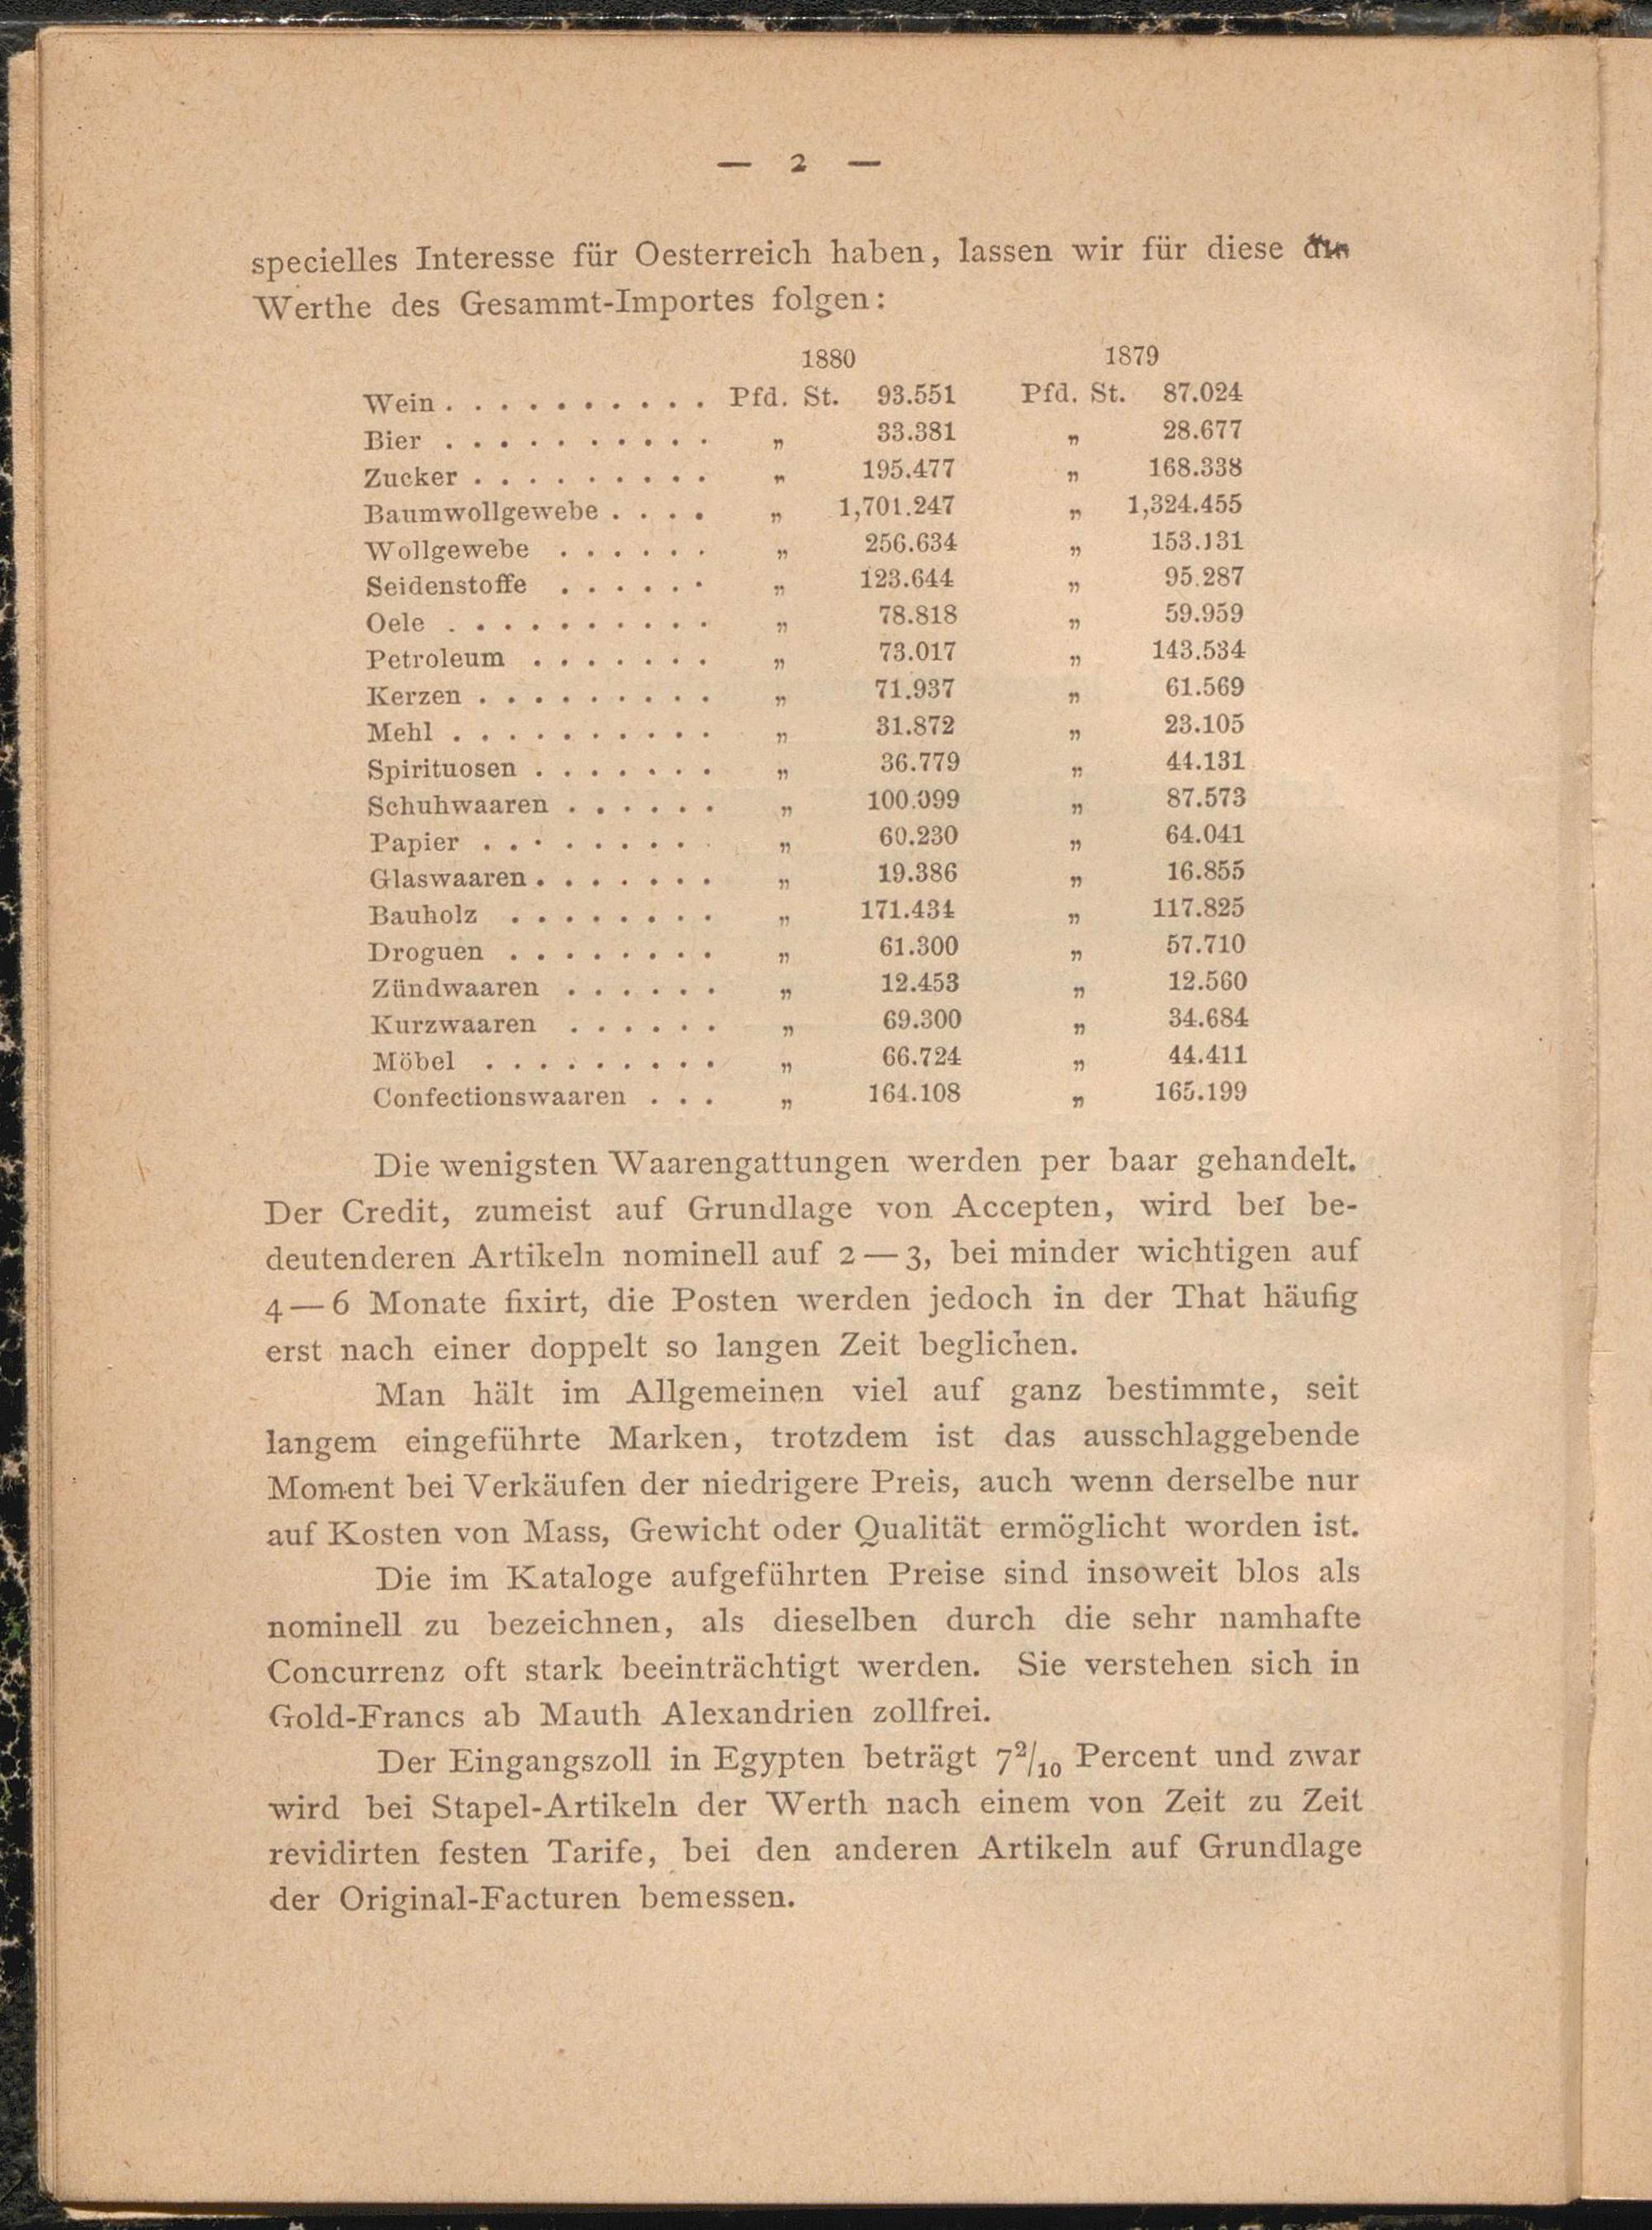 — 2 —
specielles Interesse für Oesterreich haben, lassen wir für diese
Werthe des Gesammt-Importes folgen:
1880 1879
Wein . . . . . . . . . . Pfd. St. 93.551 Pfd. St. 87.024
Bier . . . . . . . . . . „ 33.381 „ 28.677
Zucker . . . . . . . . . „ 195.477 „ 168.338
Baumwollgewebe . . . . „ 1,701.247 „ 1,324.455
Wollgewebe . . . . . . „ 256.634 „ 153.131
Seidenstoffe . . . . . . „ 123.644 „ 95.287
Oele . . . . . . . . . . „ 78.818 „ 59.959
Petroleum . . . . . . . „ 73.017 „ 143.534
Kerzen . . . . . . . . . „ 71.937 „ 61.569
Mehl . . . . . . . . . . „ 31.872 „ 23.105
Spirituosen . . . . . . . „ 36.779 „ 44.131
Schuhwaaren . . . . . . „ 100.099 „ 87.573
Papier . . . . . . . . . „ 60.230 „ 64.041
Glaswaaren . . . . . . . „ 19.386 „ 16.855
Bauholz . . . . . . . . „ 171.434 „ 117.825
Droguen . . . . . . . . „ 61.300 „ 57.710
Zündwaaren . . . . . . „ 12.453 „ 12.560
Kurzwaaren . . . . . . „ 69.300 „ 34.684
Möbel . . . . . . . . . „ 66.724 „ 44.411
Confectionswaaren . . . „ 164.108 „ 165.199
Die wenigsten Waarengattungen werden per baar gehandelt.
Der Credit, zumeist auf Grundlage von Accepten, wird bei be-
deutenderen Artikeln nominell auf 2 — 3, bei minder wichtigen auf
4 — 6 Monate fixirt, die Posten werden jedoch in der That häufig
erst nach einer doppelt so langen Zeit beglichen.
Man hält im Allgemeinen viel auf ganz bestimmte, seit
langem eingeführte Marken, trotzdem ist das ausschlaggebende
Moment bei Verkäufen der niedrigere Preis, auch wenn derselbe nur
auf Kosten von Mass, Gewicht oder Qualität ermöglicht worden ist.
Die im Kataloge aufgeführten Preise sind insoweit blos als
nominell zu bezeichnen, als dieselben durch die sehr namhafte
Concurrenz oft stark beeinträchtigt werden. Sie verstehen sich in
Gold-Francs ab Mauth Alexandrien zollfrei.
Der Eingangszoll in Egypten beträgt 7²/₁₀ Percent und zwar
wird bei Stapel-Artikeln der Werth nach einem von Zeit zu Zeit
revidirten festen Tarife, bei den anderen Artikeln auf Grundlage
der Original-Facturen bemessen.